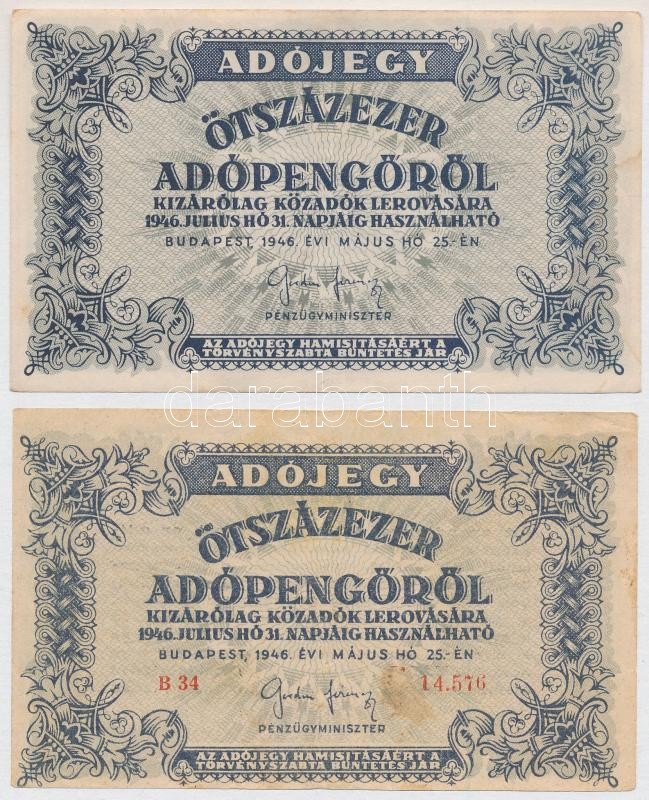 ADÓJEGY
ÖTSZÁZEZER
ADÓPENGŐRŐL
KIZÁRÓLAG KÖZADÓK LEROVÁSÁRA
1946. JULIUS HÓ 31. NAPJÁIG HASZNÁLHATÓ
BUDAPEST, 1946. ÉVI MÁJUS HÓ 25.-ÉN
PÉNZÜGYMINISZTER
AZ ADÓJEGY HAMISITÁSÁÉRT A
TÖRVÉNYSZABTA BÜNTETÉS JÁR
darabanth
ADÓJEGY
ÖTSZÁZEZER
ADÓPENGŐRŐL
KIZÁRÓLAG KÖZADÓK LEROVÁSÁRA
1946. JULIUS HÓ 31. NAPJÁIG HASZNÁLHATÓ
BUDAPEST, 1946. ÉVI MÁJUS HÓ 25.-ÉN
B 34 14.576
PÉNZÜGYMINISZTER
AZ ADÓJEGY HAMISITÁSÁÉRT A
TÖRVÉNYSZABTA BÜNTETÉS JÁR